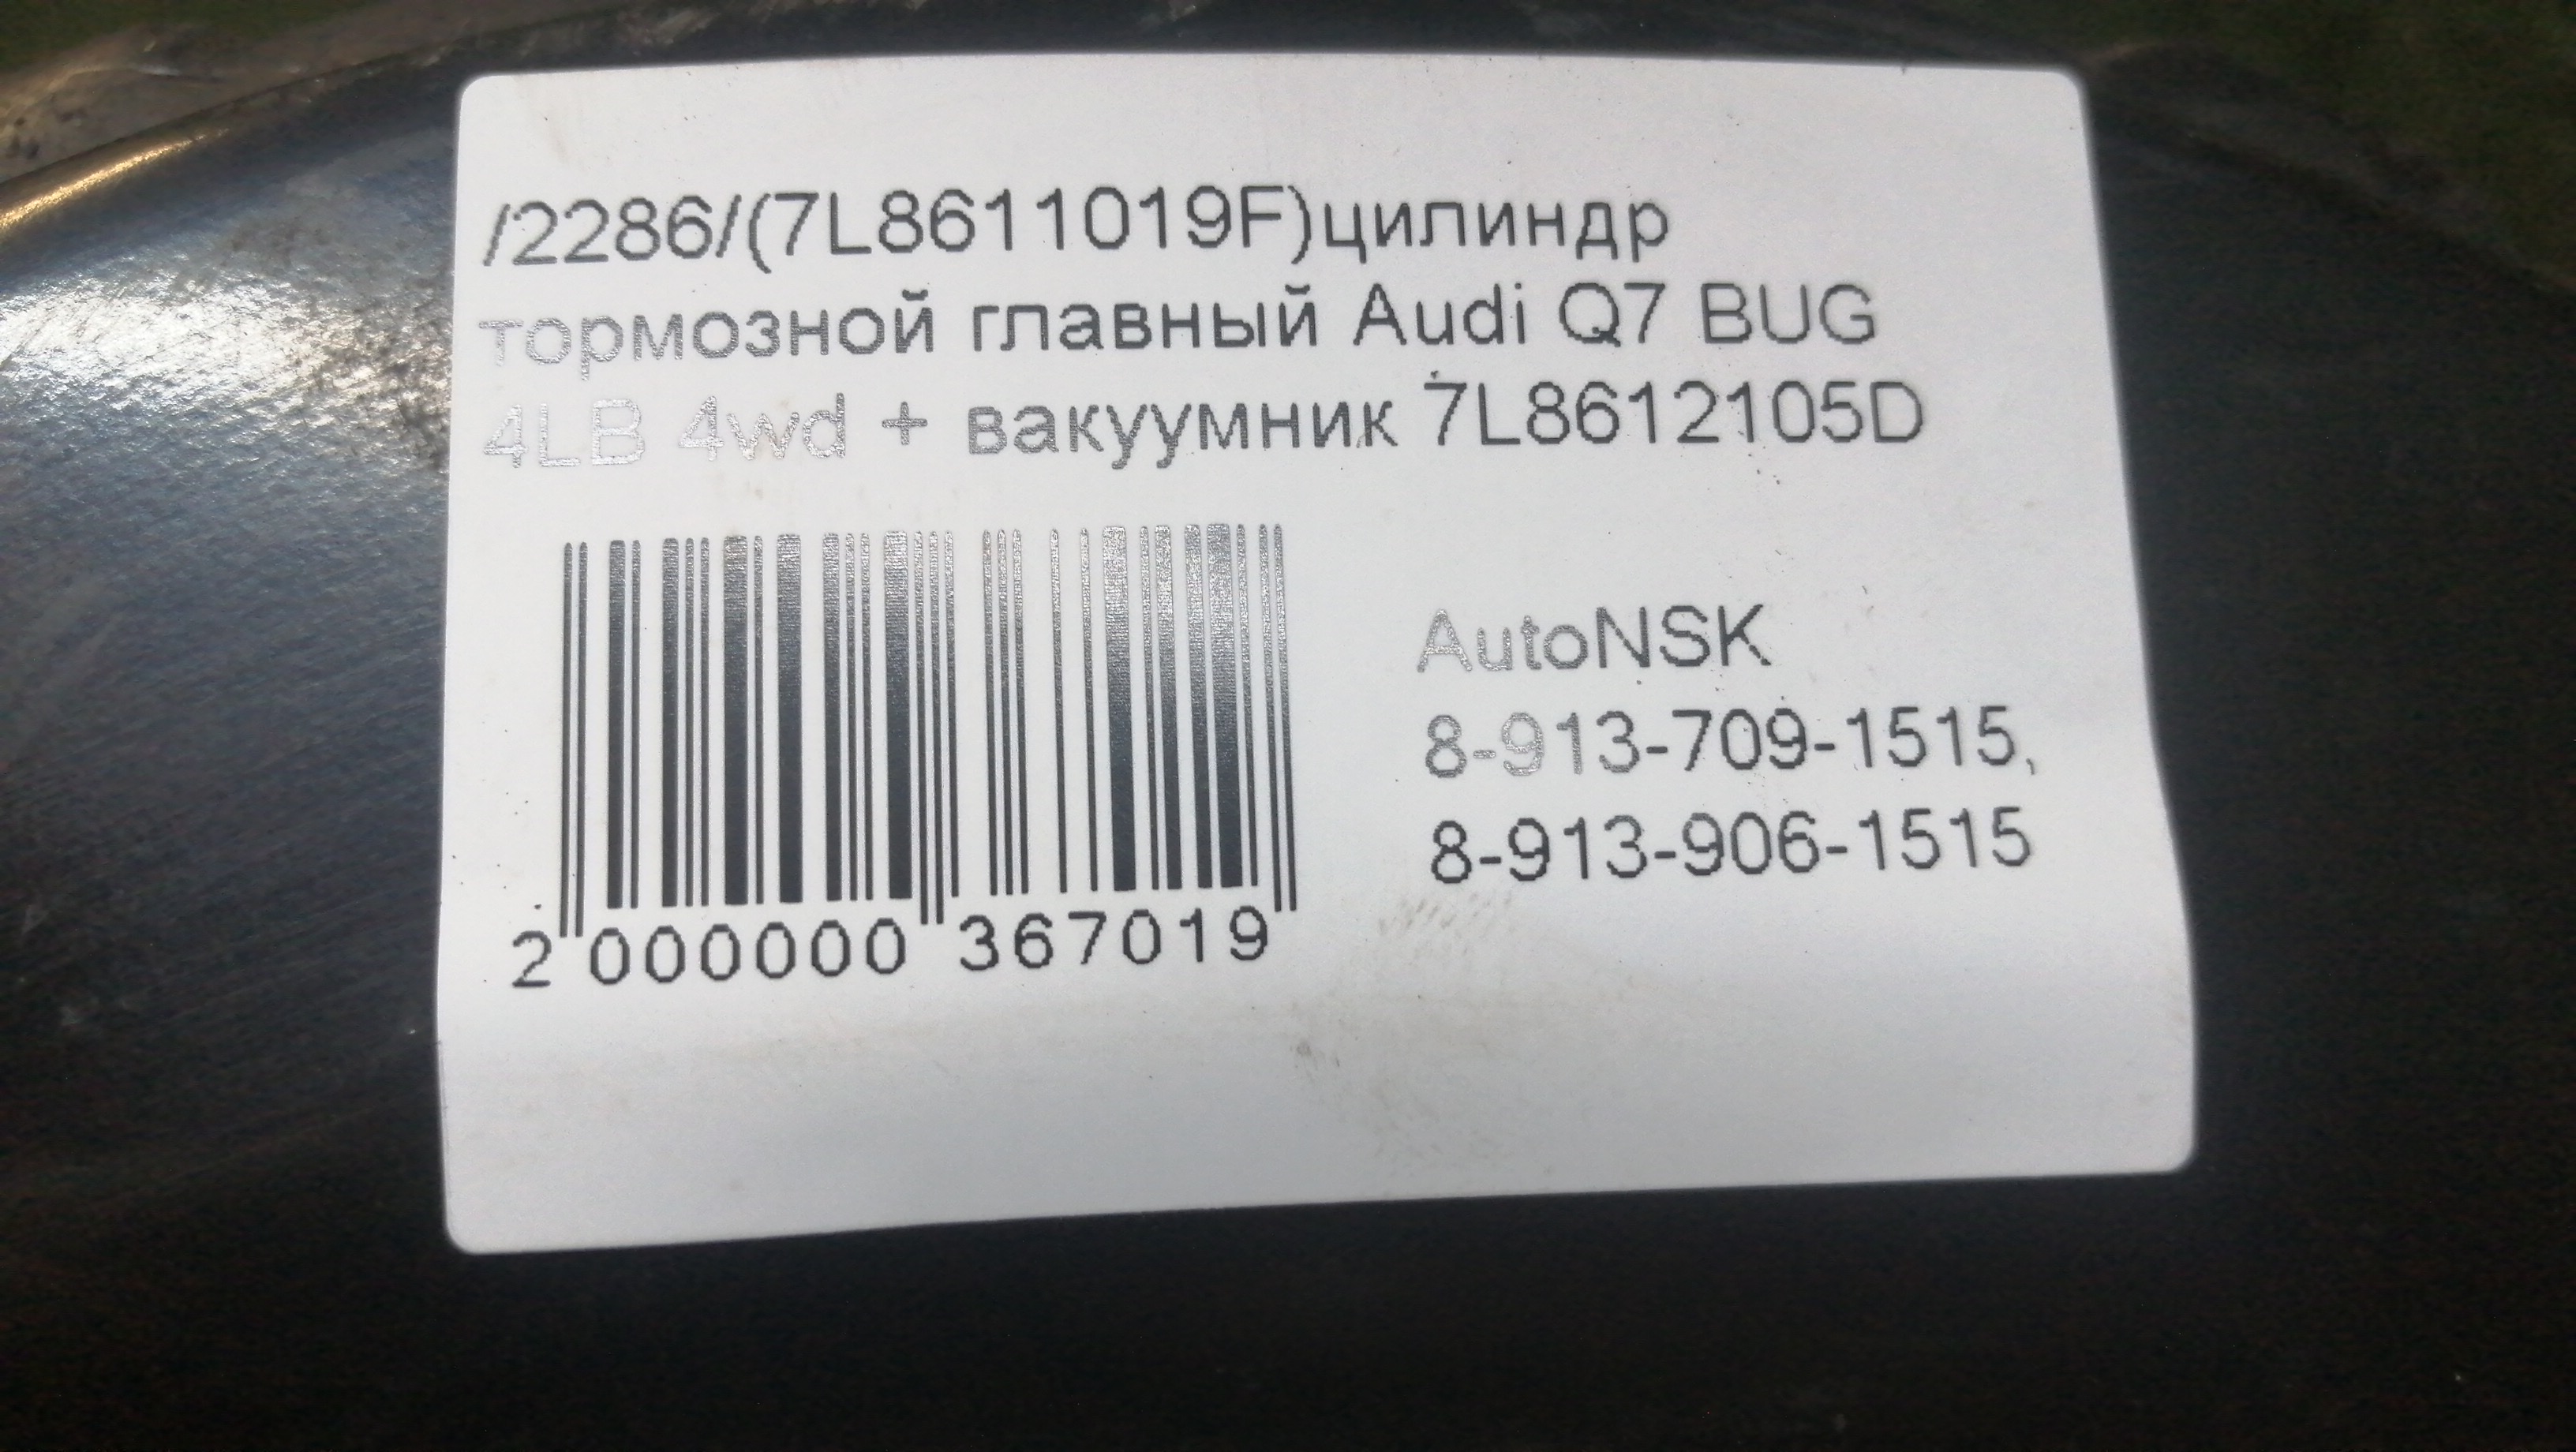 /2286/(7L8611019F)цилиндр
тормозной главный Audi Q7 BUG
4LB 4wd + вакуумник 7L8612105D
AutoNSK
8-913-709-1515,
8-913-906-1515
2 000000 367019